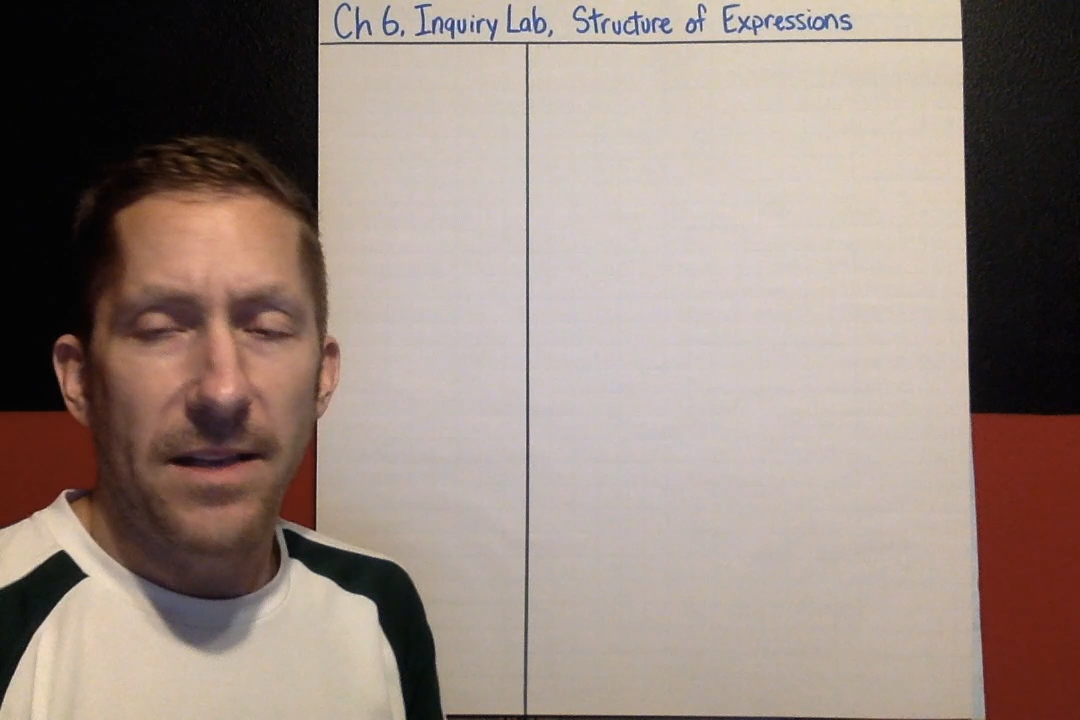 Ch 6, Inquiry Lab, Structure of Expressions